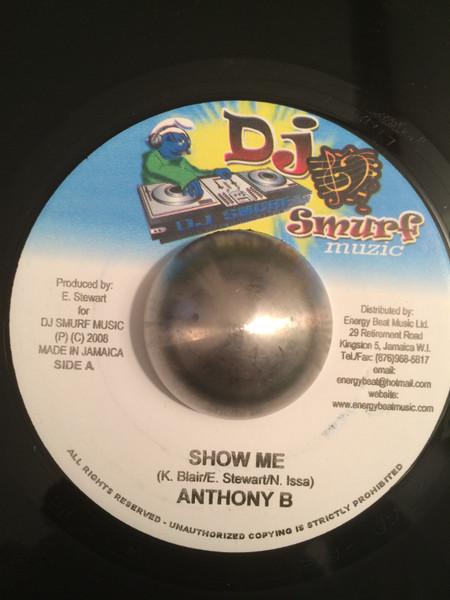 Dj
Smurf
muzic
DJ SMURF
Produced by:
E. Stewart
for
DJ SMURF MUSIC
(P) (C) 2008
MADE IN JAMAICA
SIDE A.
Distributed by:
Energy Beat Music Ltd.
29 Retirement Road
Kingsion 5, Jamaica W.I.
Tel./Fax: (876)968-5817
email:
energybeat@hotmail.com
website:
www.energybeatmusic.com
SHOW ME
(K. Blair/E. Stewart/N. Issa)
ANTHONY B
ALL RIGHTS RESERVED - UNAUTHORIZED COPYING IS STRICTLY PROHIBITED